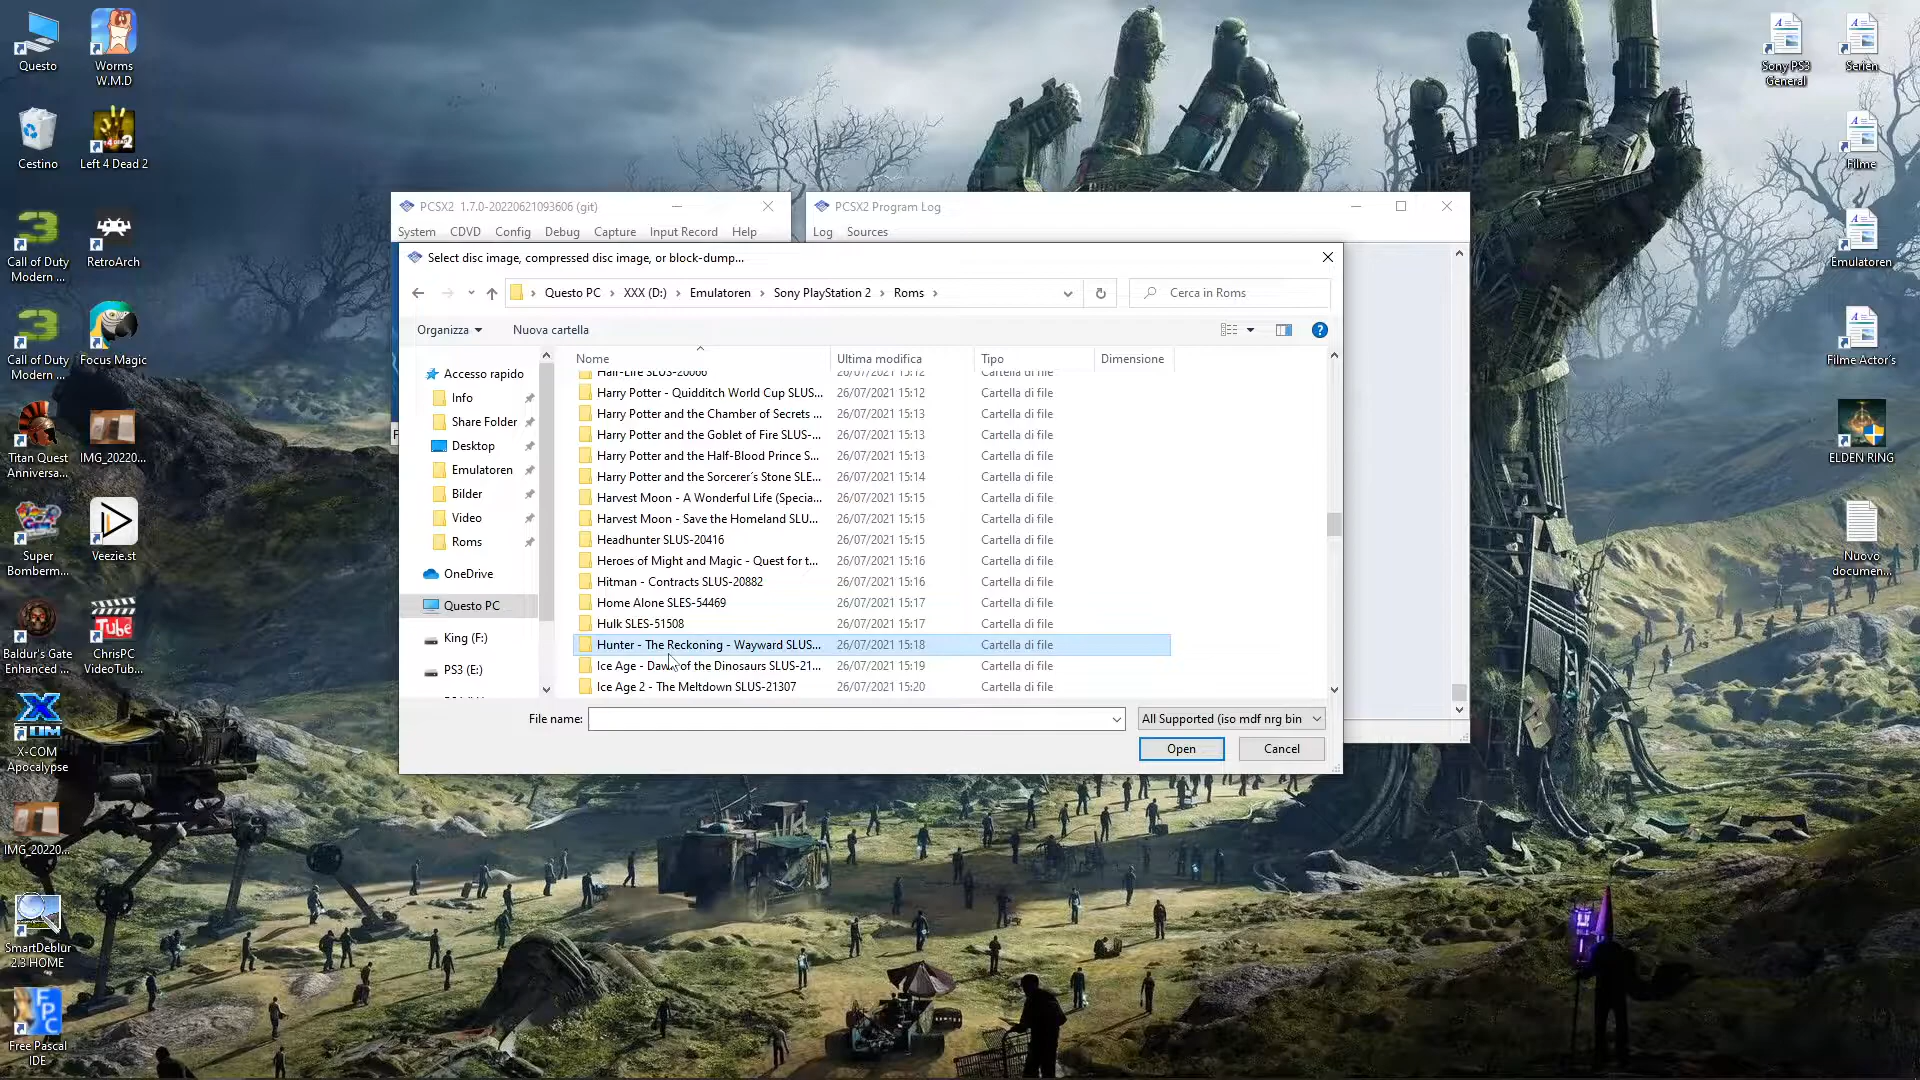 Questo
Worms
W.M.D
Cestino
Left 4 Dead 2
Call of Duty
Modern ...
RetroArch
Call of Duty
Modern ...
Focus Magic
Titan Quest
Anniversa...
IMG_20220...
Super
Bomberm...
Veezie.st
Baldur's Gate
Enhanced ...
Tube
ChrisPC
VideoTub...
X-COM
Apocalypse
IMG_20220...
SmartDeblur
2.3 HOME
FPC
Free Pascal
IDE
Sony PS3
General
Serien
Filme
Emulatoren
Filme Actor´s
ELDEN RING
Nuovo
documen...
PCSX2 1.7.0-20220621093606 (git)
System CDVD Config Debug Capture Input Record Help
PCSX2 Program Log
Log Sources
Select disc image, compressed disc image, or block-dump...
Questo PC › XXX (D:) › Emulatoren › Sony PlayStation 2 › Roms ›
Cerca in Roms
Organizza Nuova cartella
Accesso rapido
Info
Share Folder
Desktop
Emulatoren
Bilder
Video
Roms
OneDrive
Questo PC
King (F:)
PS3 (E:)
Nome Ultima modifica Tipo Dimensione
Half-Life SLUS-20066 26/07/2021 15:12 Cartella di file
Harry Potter - Quidditch World Cup SLUS... 26/07/2021 15:12 Cartella di file
Harry Potter and the Chamber of Secrets ... 26/07/2021 15:13 Cartella di file
Harry Potter and the Goblet of Fire SLUS-... 26/07/2021 15:13 Cartella di file
Harry Potter and the Half-Blood Prince S... 26/07/2021 15:13 Cartella di file
Harry Potter and the Sorcerer´s Stone SLE... 26/07/2021 15:14 Cartella di file
Harvest Moon - A Wonderful Life (Specia... 26/07/2021 15:15 Cartella di file
Harvest Moon - Save the Homeland SLU... 26/07/2021 15:15 Cartella di file
Headhunter SLUS-20416 26/07/2021 15:15 Cartella di file
Heroes of Might and Magic - Quest for t... 26/07/2021 15:16 Cartella di file
Hitman - Contracts SLUS-20882 26/07/2021 15:16 Cartella di file
Home Alone SLES-54469 26/07/2021 15:17 Cartella di file
Hulk SLES-51508 26/07/2021 15:17 Cartella di file
Hunter - The Reckoning - Wayward SLUS... 26/07/2021 15:18 Cartella di file
Ice Age - Dawn of the Dinosaurs SLUS-21... 26/07/2021 15:19 Cartella di file
Ice Age 2 - The Meltdown SLUS-21307 26/07/2021 15:20 Cartella di file
File name:
All Supported (iso mdf nrg bin
Open Cancel